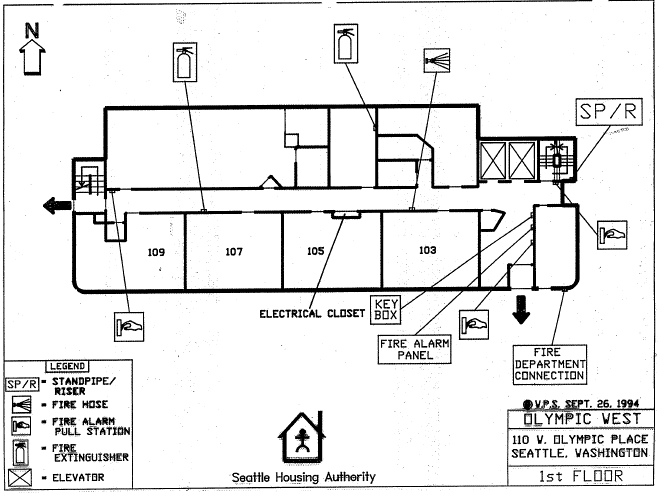 N
SP/R
109
107
105
103
ELECTRICAL CLOSET
KEY
BOX
FIRE ALARM
PANEL
FIRE
DEPARTMENT
CONNECTION
LEGEND
SP/R = STANDPIPE/
RISER
= FIRE HOSE
= FIRE ALARM
PULL STATION
= FIRE
EXTINGUISHER
= ELEVATOR
Seattle Housing Authority
V.P.S. SEPT. 26, 1994
OLYMPIC WEST
110 W. OLYMPIC PLACE
SEATTLE, WASHINGTON
1st FLOOR